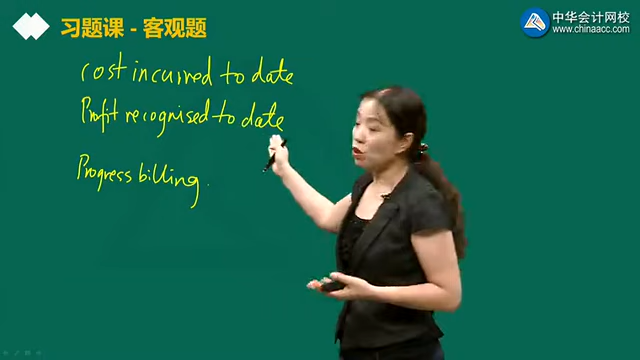 习题课 - 客观题
中华会计网校
www.chinaacc.com
cost incurred to date
Profit recognised to date
Progress billing.